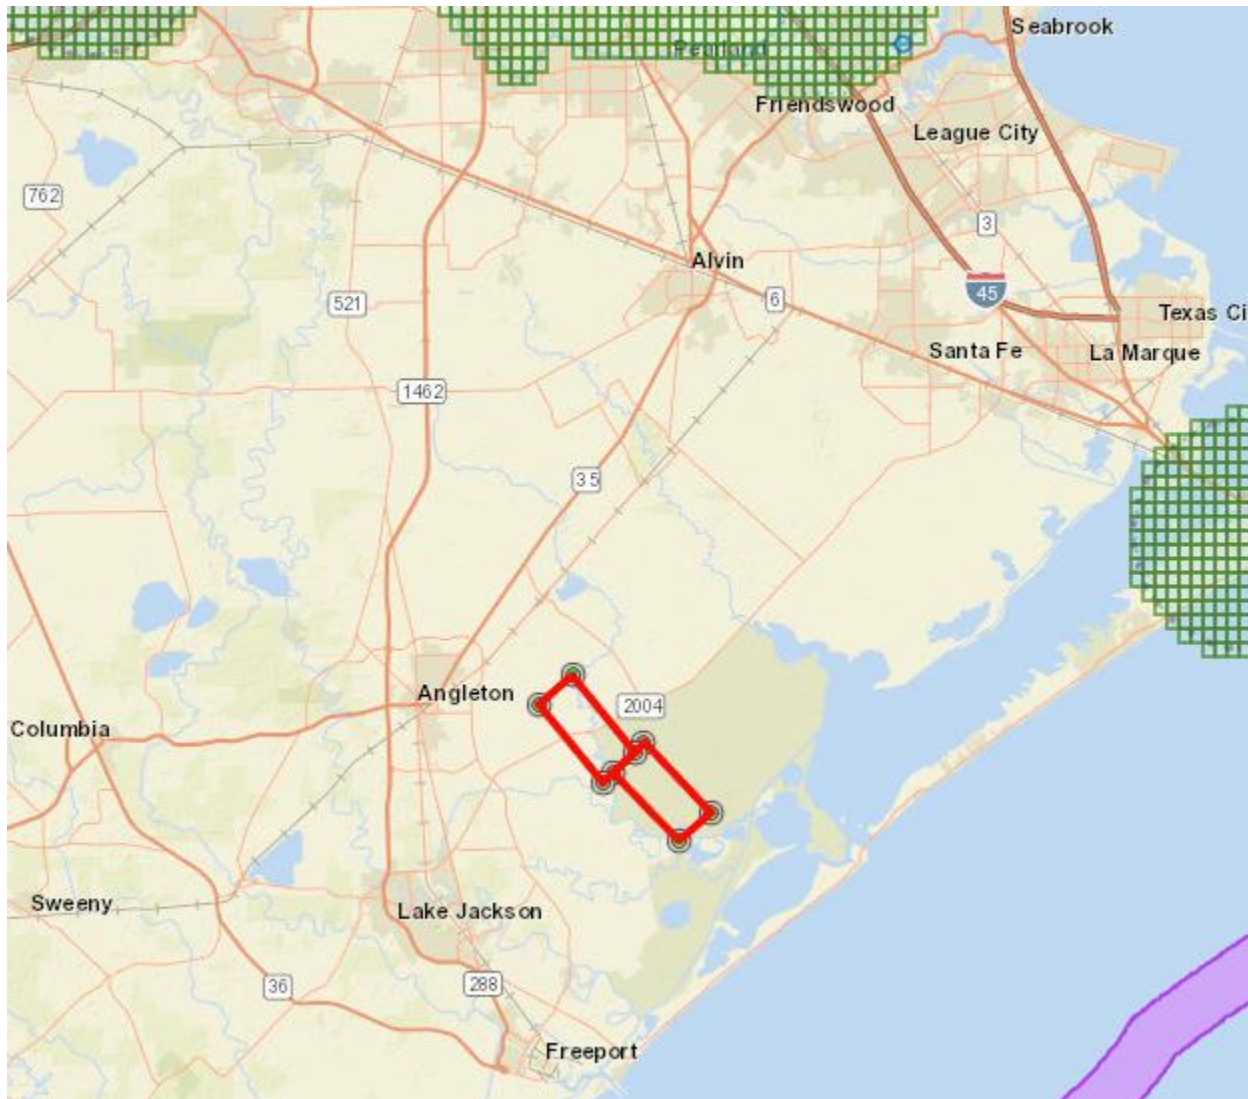 Seabrook
Pearland
Friendswood
League City
762
3
Alvin
45
6
521
Texas Ci
Santa Fe
La Marque
1462
35
Angleton
2004
Columbia
Sweeny
Lake Jackson
36
288
Freeport